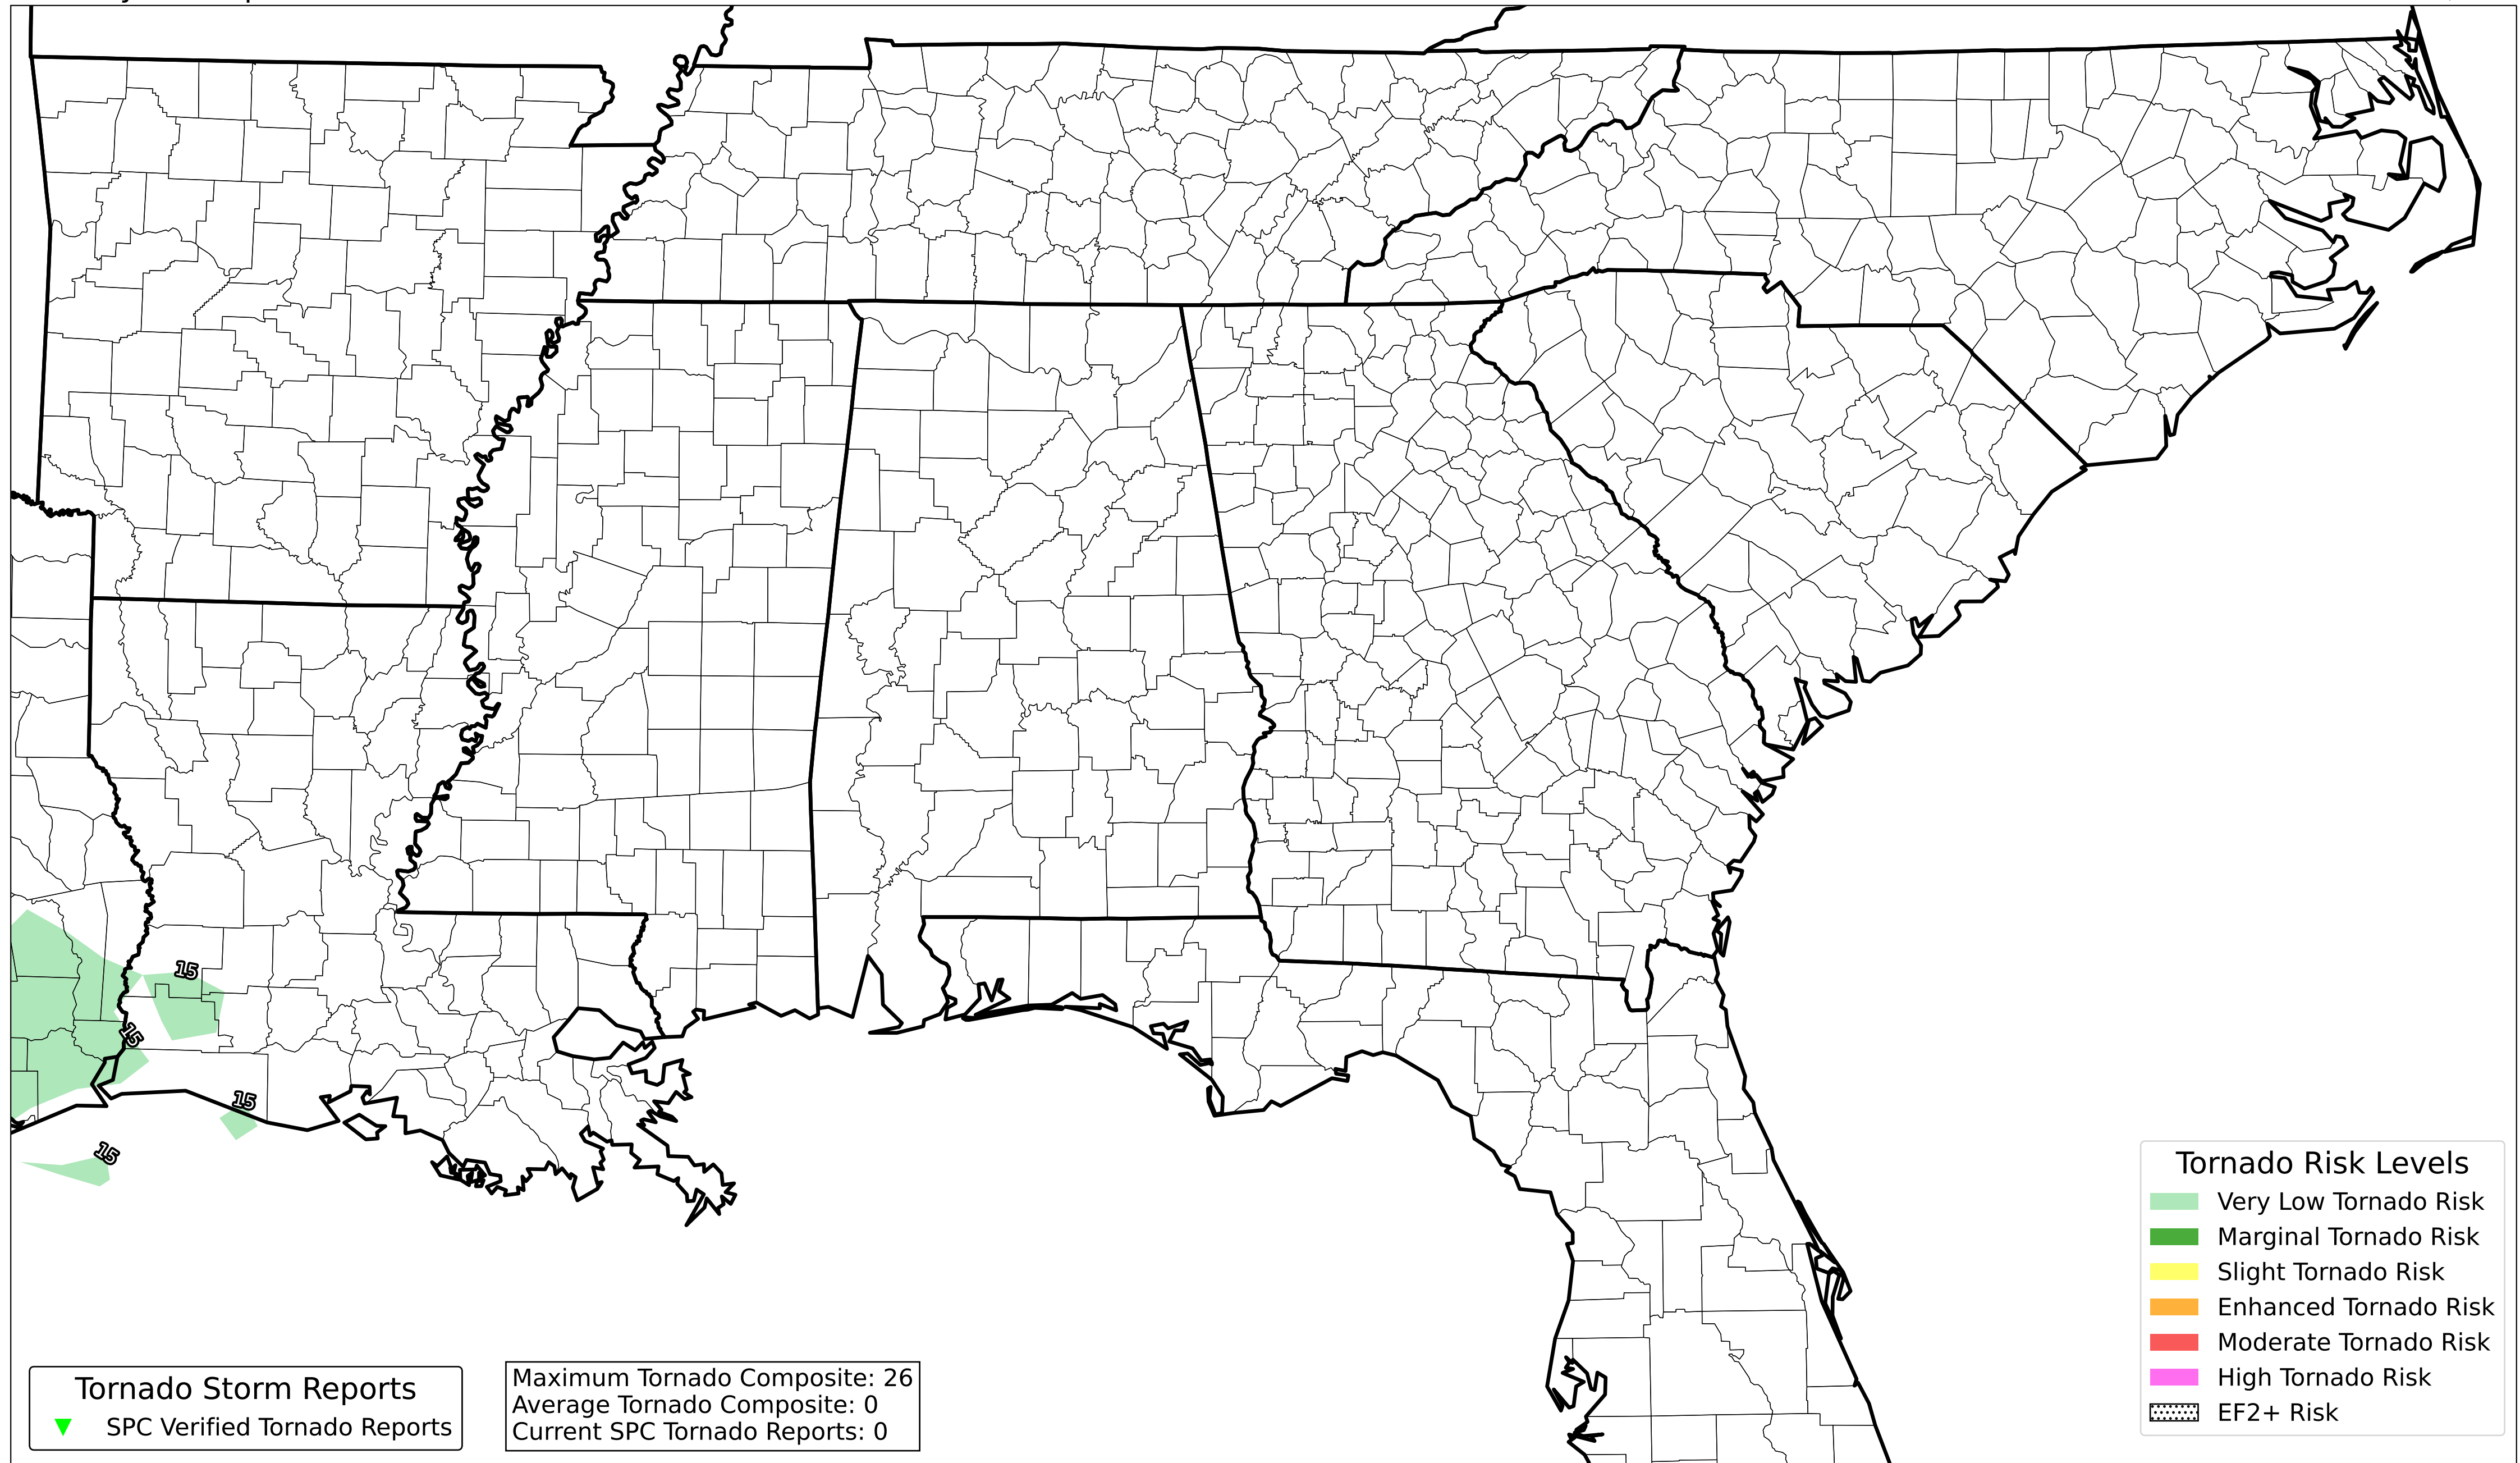 15
15
15
15
Tornado Risk Levels
Very Low Tornado Risk
Marginal Tornado Risk
Slight Tornado Risk
Enhanced Tornado Risk
Moderate Tornado Risk
High Tornado Risk
EF2+ Risk
Tornado Storm Reports
SPC Verified Tornado Reports
Maximum Tornado Composite: 26
Average Tornado Composite: 0
Current SPC Tornado Reports: 0